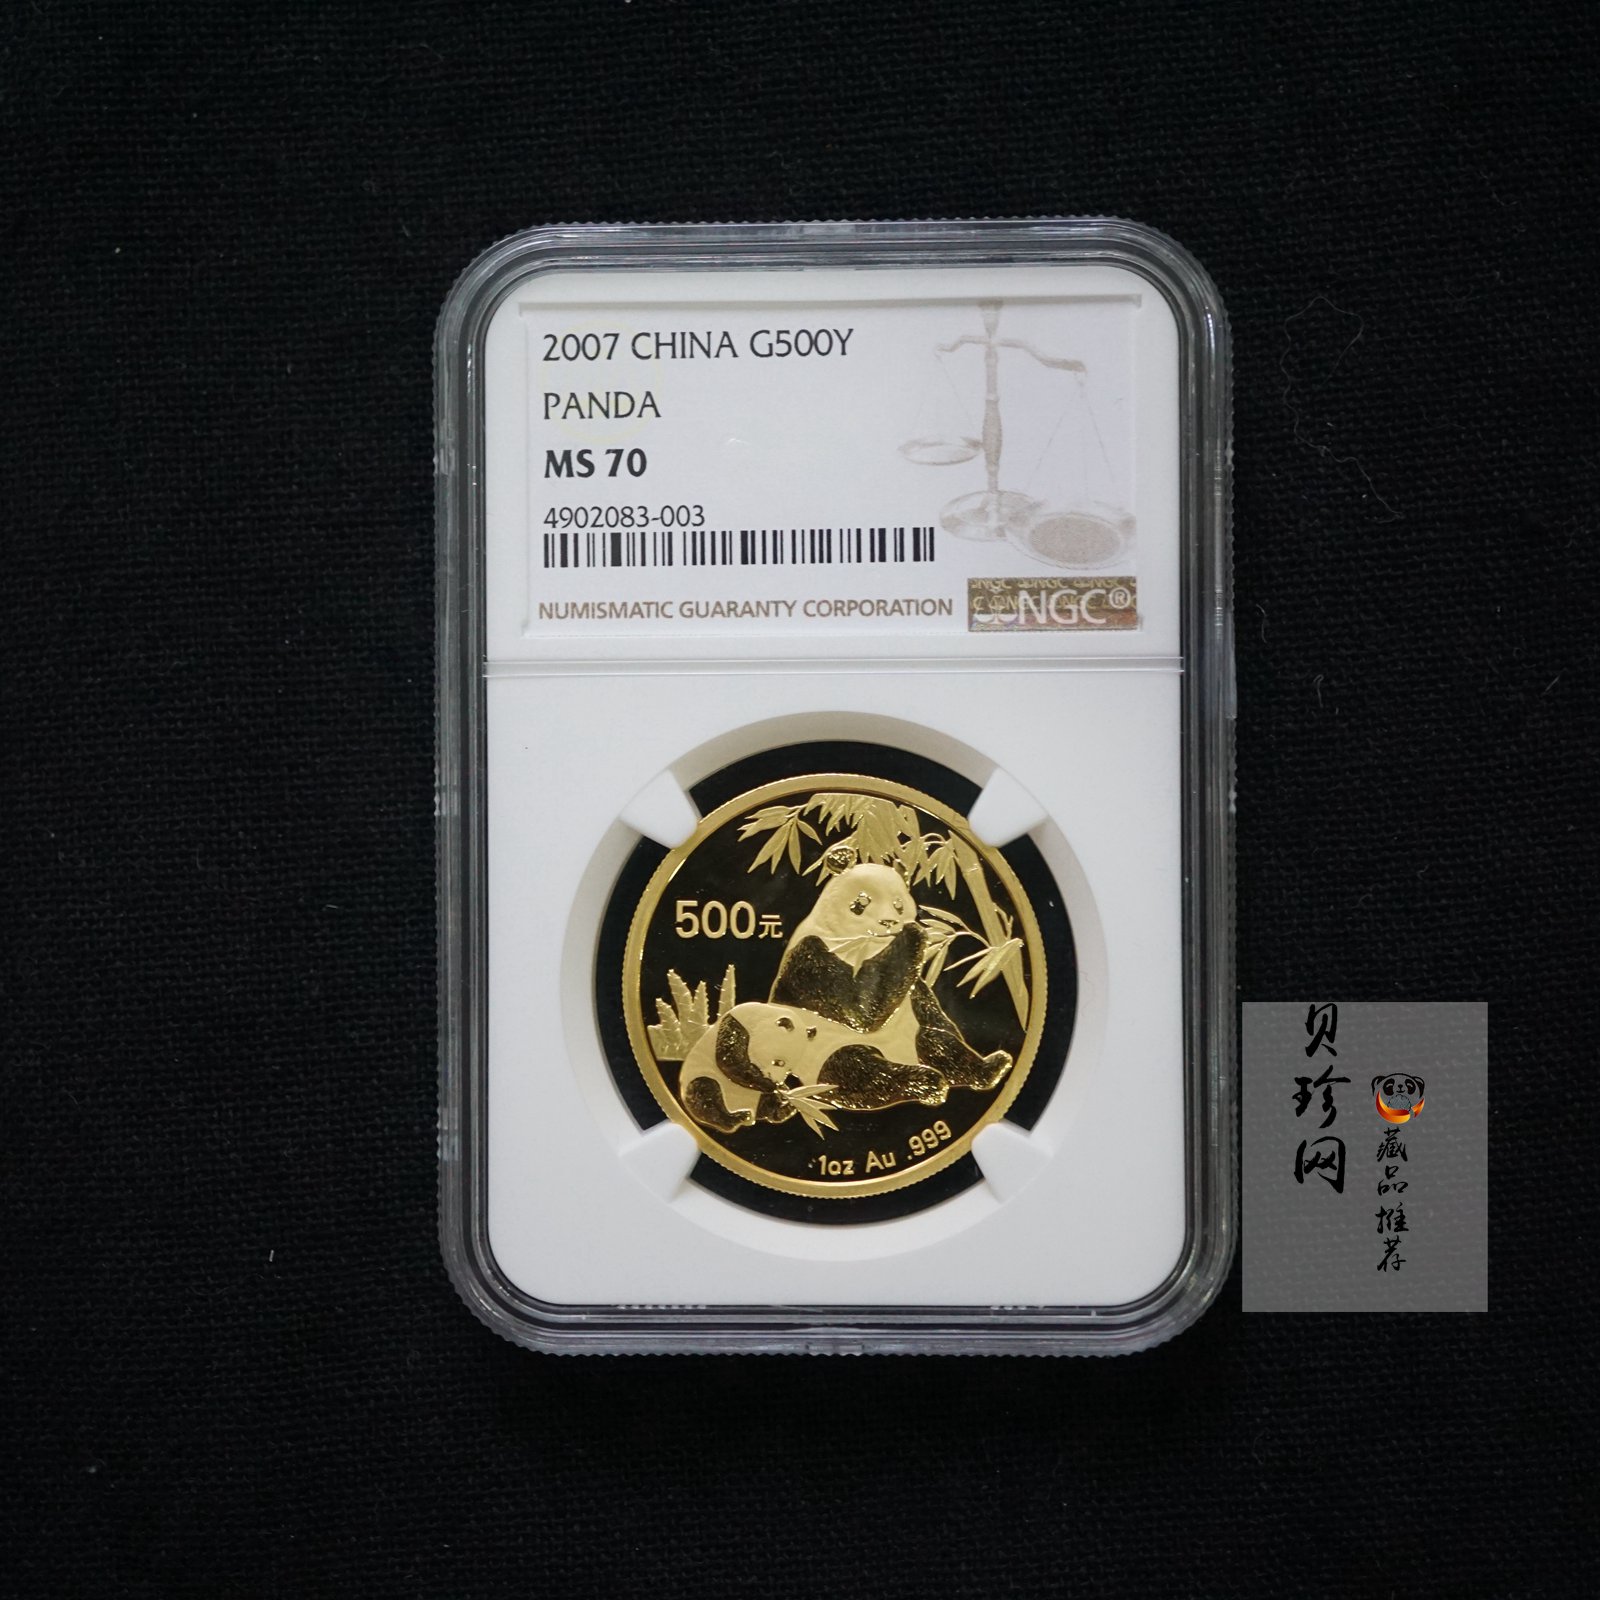 2007 CHINA G500Y
PANDA
MS 70
4902083-003
NUMISMATIC GUARANTY CORPORATION
NGC®
500元
1oz Au .999
贝珍网
藏品推荐